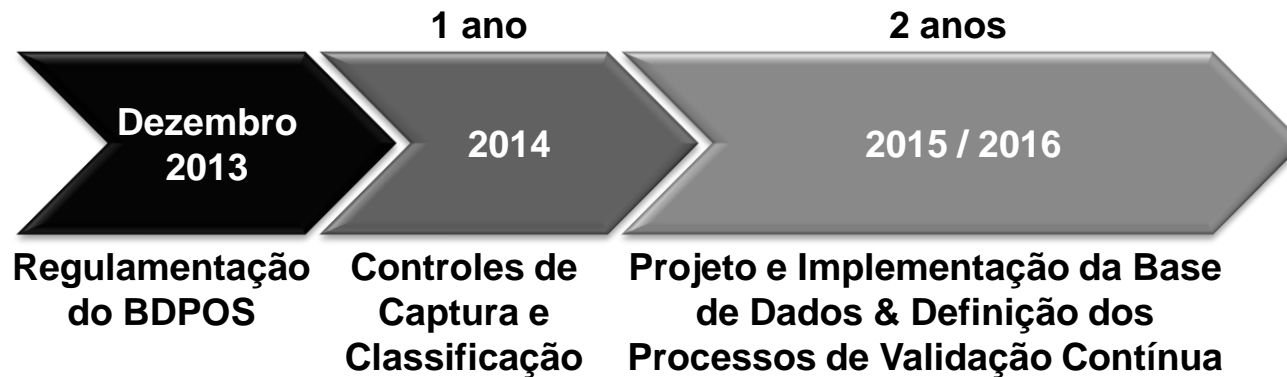 1 ano
2 anos
Dezembro
2013
2014
2015 / 2016
Regulamentação
do BDPOS
Controles de
Captura e
Classificação
Projeto e Implementação da Base
de Dados & Definição dos
Processos de Validação Contínua